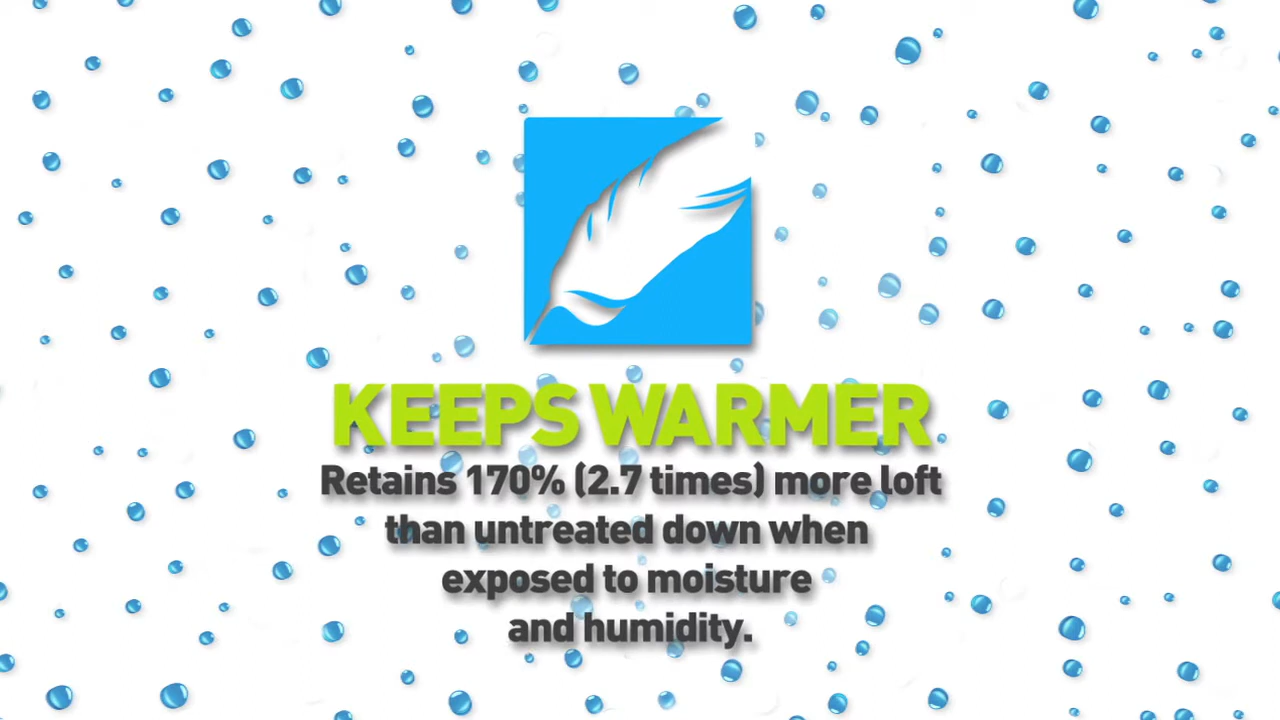 KEEPS WARMER
Retains 170% (2.7 times) more loft
than untreated down when
exposed to moisture
and humidity.